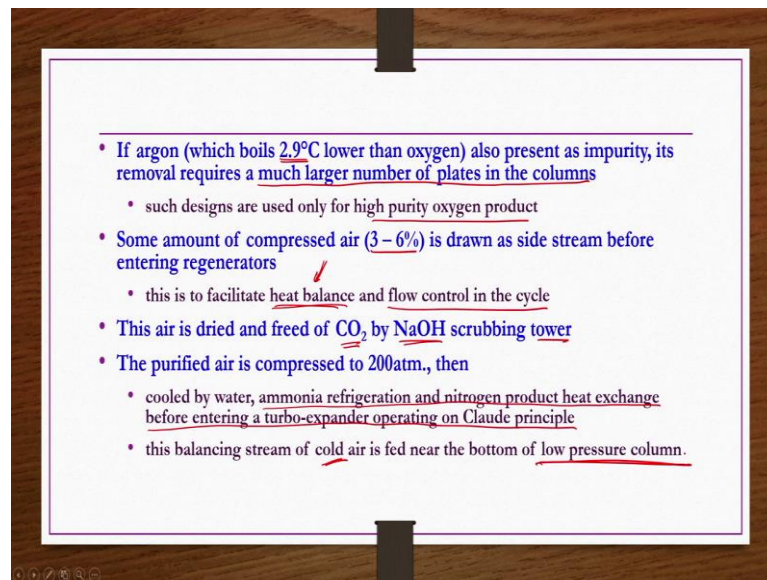 • If argon (which boils 2.9°C lower than oxygen) also present as impurity, its
removal requires a much larger number of plates in the columns
• such designs are used only for high purity oxygen product
• Some amount of compressed air (3 – 6%) is drawn as side stream before
entering regenerators
• this is to facilitate heat balance and flow control in the cycle
• This air is dried and freed of CO₂ by NaOH scrubbing tower
• The purified air is compressed to 200atm., then
• cooled by water, ammonia refrigeration and nitrogen product heat exchange
before entering a turbo-expander operating on Claude principle
• this balancing stream of cold air is fed near the bottom of low pressure column.